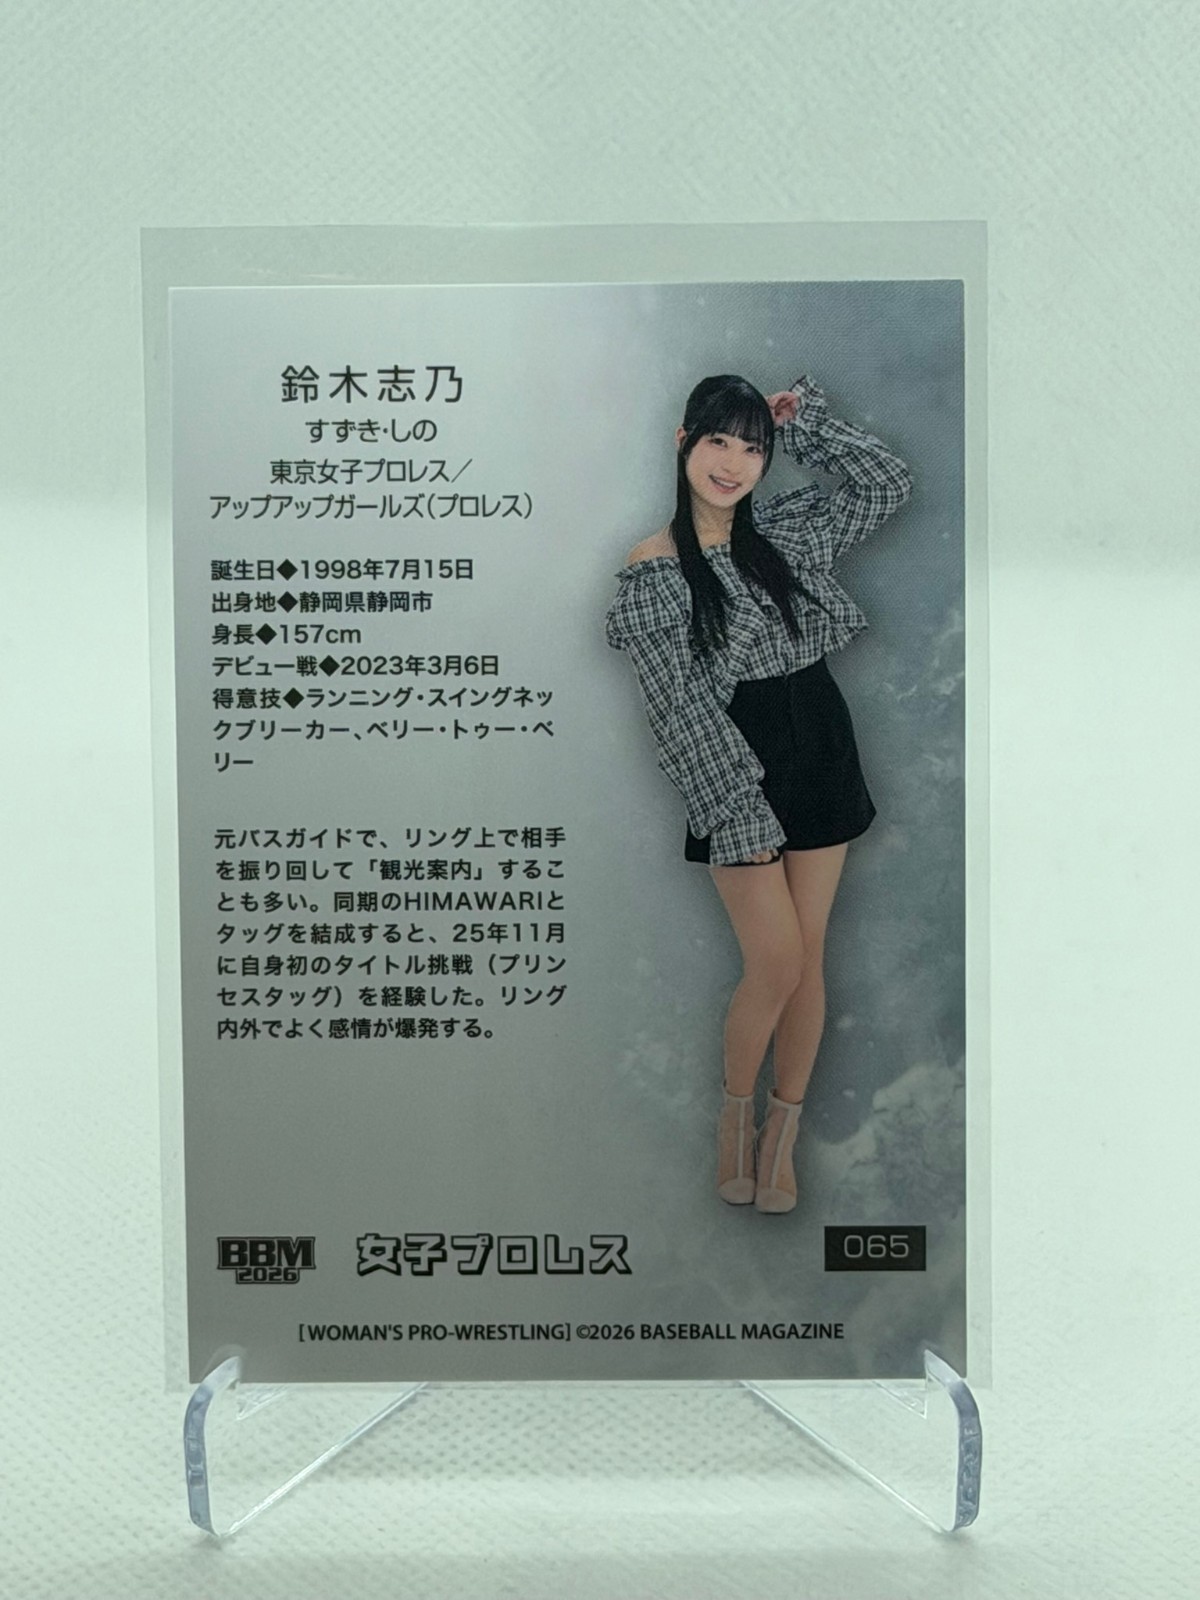 鈴木志乃
すずき・しの
東京女子プロレス／
アップアップガールズ（プロレス）
誕生日◆1998年7月15日
出身地◆静岡県静岡市
身長◆157cm
デビュー戦◆2023年3月6日
得意技◆ランニング・スイングネッ
クブリーカー、ベリー・トゥー・ベ
リー
元バスガイドで、リング上で相手
を振り回して「観光案内」するこ
とも多い。同期のHIMAWARIと
タッグを結成すると、25年11月
に自身初のタイトル挑戦（プリン
セスタッグ）を経験した。リング
内外でよく感情が爆発する。
BBM
2026
女子プロレス
065
[WOMAN'S PRO-WRESTLING] ©2026 BASEBALL MAGAZINE